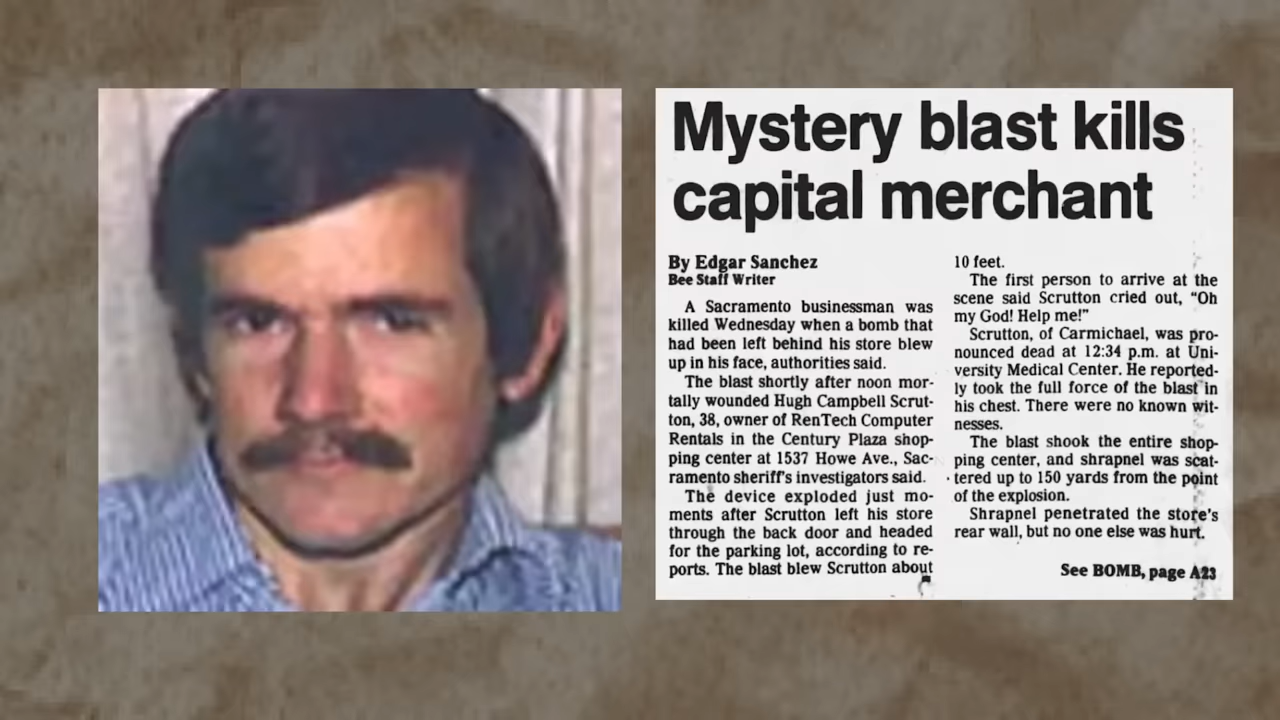 Mystery blast kills
capital merchant
By Edgar Sanchez
Bee Staff Writer
A Sacramento businessman was
killed Wednesday when a bomb that
had been left behind his store blew
up in his face, authorities said.
The blast shortly after noon mor-
tally wounded Hugh Campbell Scrut-
ton, 38, owner of RenTech Computer
Rentals in the Century Plaza shop-
ping center at 1537 Howe Ave., Sac-
ramento sheriff's investigators said.
The device exploded just mo-
ments after Scrutton left his store
through the back door and headed
for the parking lot, according to re-
ports. The blast blew Scrutton about
10 feet.
The first person to arrive at the
scene said Scrutton cried out, "Oh
my God! Help me!"
Scrutton, of Carmichael, was pro-
nounced dead at 12:34 p.m. at Uni-
versity Medical Center. He reported-
ly took the full force of the blast in
his chest. There were no known wit-
nesses.
The blast shook the entire shop-
ping center, and shrapnel was scat-
tered up to 150 yards from the point
of the explosion.
Shrapnel penetrated the store's
rear wall, but no one else was hurt.
See BOMB, page A23